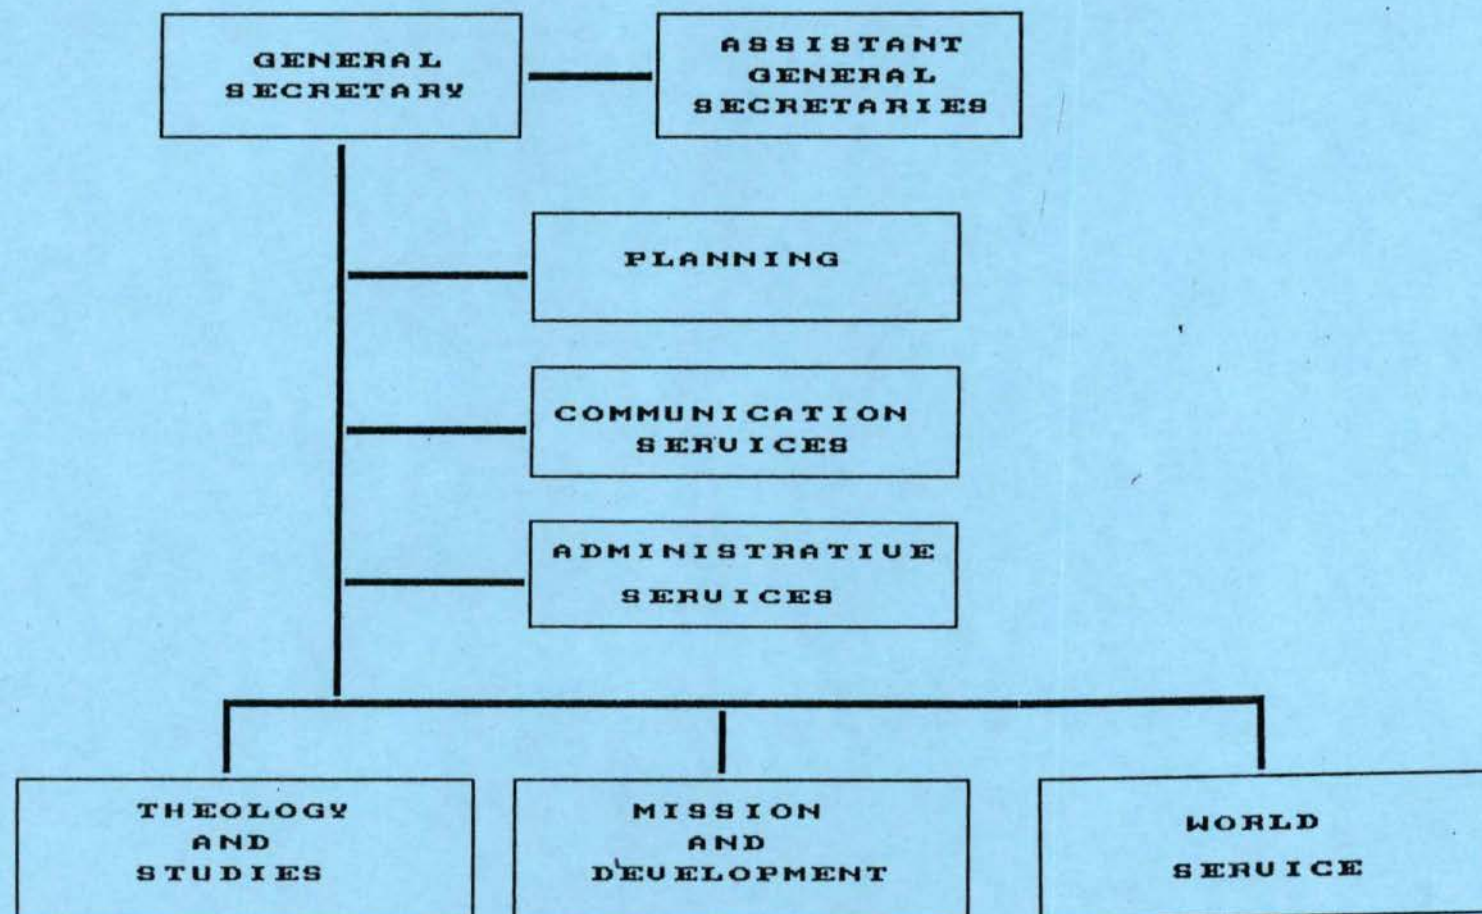 GENERAL
SECRETARY
ASSISTANT
GENERAL
SECRETARIES
PLANNING
COMMUNICATION
SERVICES
ADMINISTRATIVE
SERVICES
THEOLOGY
AND
STUDIES
MISSION
AND
DEVELOPMENT
WORLD
SERVICE